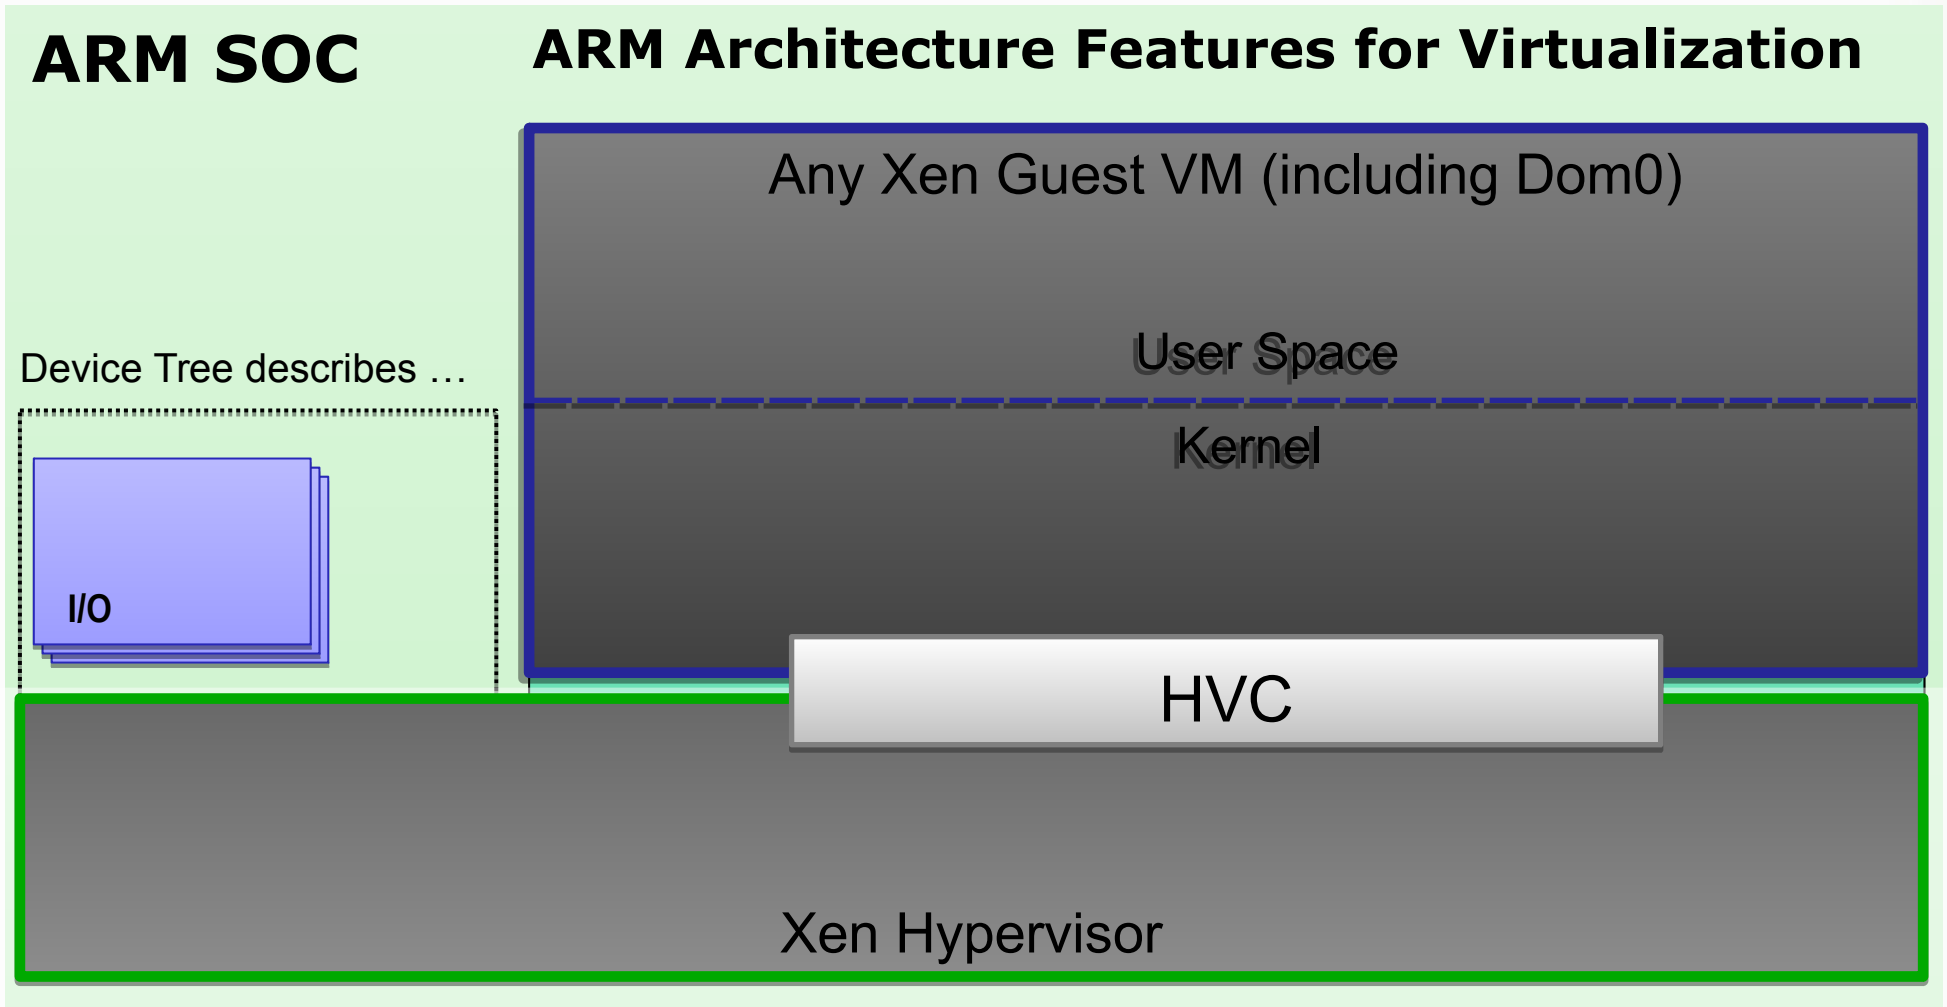 ARM SOC
ARM Architecture Features for Virtualization
Any Xen Guest VM (including Dom0)
User Space
Device Tree describes …
Kernel
I/O
HVC
Xen Hypervisor